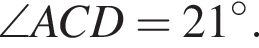 ∠ACD = 21°.